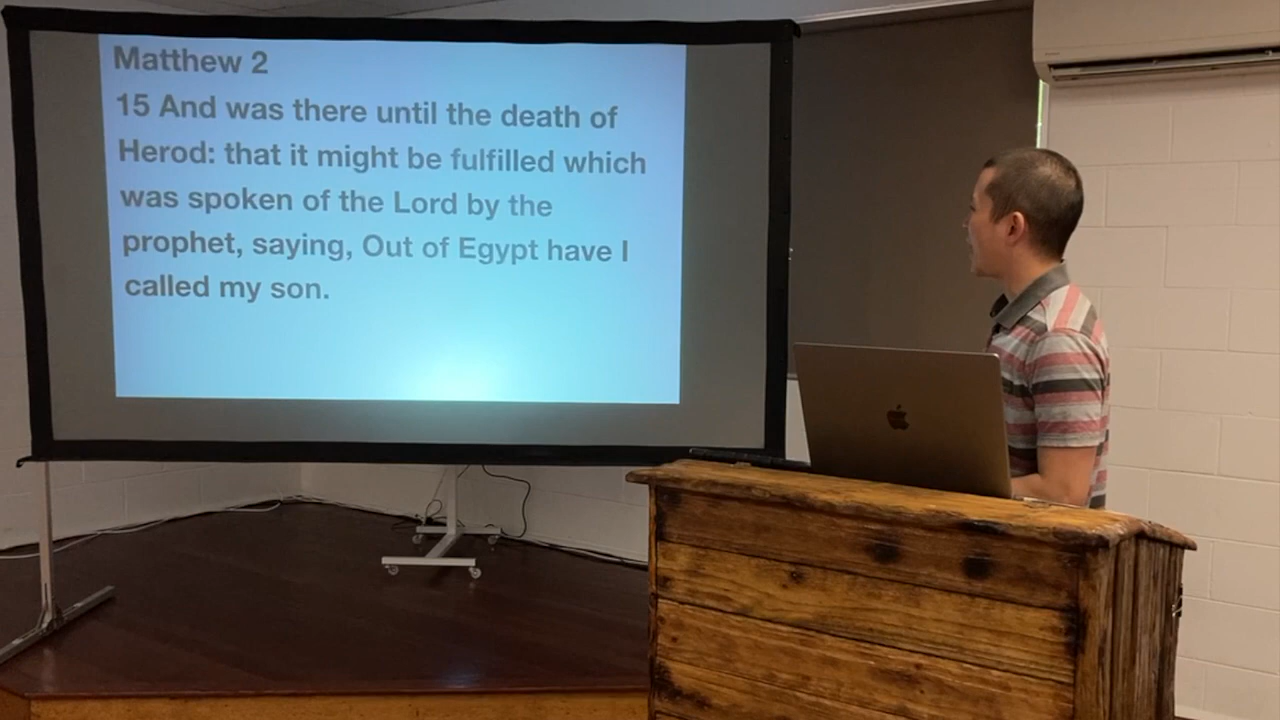 Matthew 2
15 And was there until the death of
Herod: that it might be fulfilled which
was spoken of the Lord by the
prophet, saying, Out of Egypt have I
called my son.